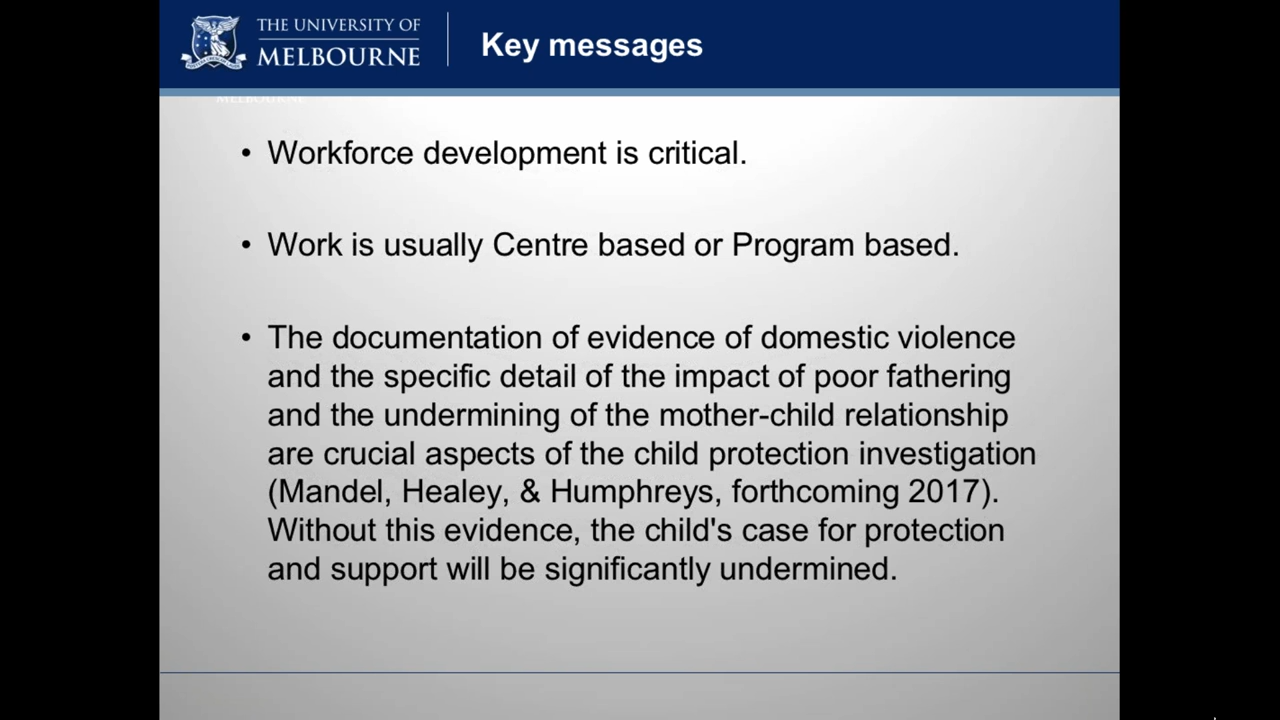 THE UNIVERSITY OF
MELBOURNE
Key messages
MELBOURNE
• Workforce development is critical.
• Work is usually Centre based or Program based.
• The documentation of evidence of domestic violence
and the specific detail of the impact of poor fathering
and the undermining of the mother-child relationship
are crucial aspects of the child protection investigation
(Mandel, Healey, & Humphreys, forthcoming 2017).
Without this evidence, the child's case for protection
and support will be significantly undermined.